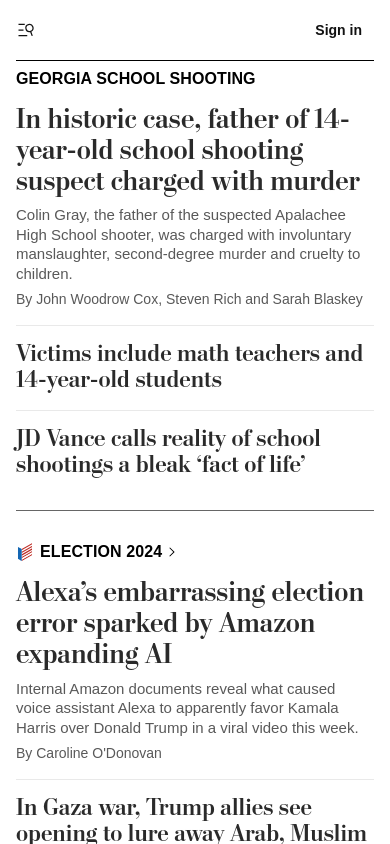 Sign in
GEORGIA SCHOOL SHOOTING
In historic case, father of 14-
year-old school shooting
suspect charged with murder
Colin Gray, the father of the suspected Apalachee
High School shooter, was charged with involuntary
manslaughter, second-degree murder and cruelty to
children.
By John Woodrow Cox, Steven Rich and Sarah Blaskey
Victims include math teachers and
14-year-old students
JD Vance calls reality of school
shootings a bleak ‘fact of life’
ELECTION 2024
Alexa’s embarrassing election
error sparked by Amazon
expanding AI
Internal Amazon documents reveal what caused
voice assistant Alexa to apparently favor Kamala
Harris over Donald Trump in a viral video this week.
By Caroline O'Donovan
In Gaza war, Trump allies see
opening to lure away Arab, Muslim